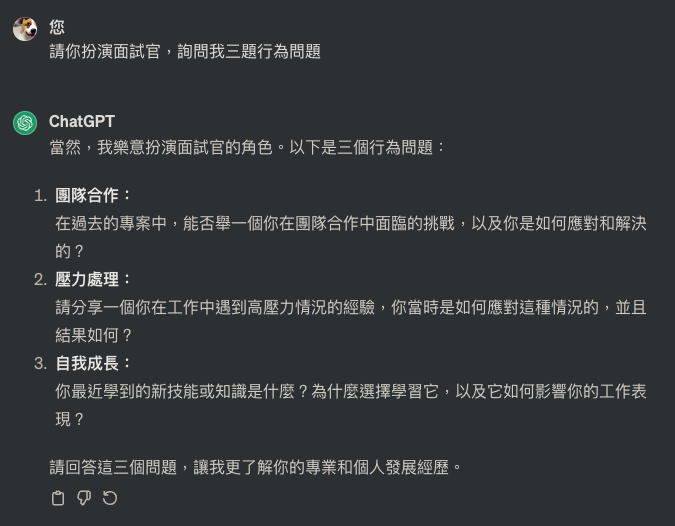 您
請你扮演面試官，詢問我三題行為問題
ChatGPT
當然，我樂意扮演面試官的角色。以下是三個行為問題：
1. 團隊合作：
在過去的專案中，能否舉一個你在團隊合作中面臨的挑戰，以及你是如何應對和解決
的？
2. 壓力處理：
請分享一個你在工作中遇到高壓力情況的經驗，你當時是如何應對這種情況的，並且
結果如何？
3. 自我成長：
你最近學到的新技能或知識是什麼？為什麼選擇學習它，以及它如何影響你的工作表
現？
請回答這三個問題，讓我更了解你的專業和個人發展經歷。